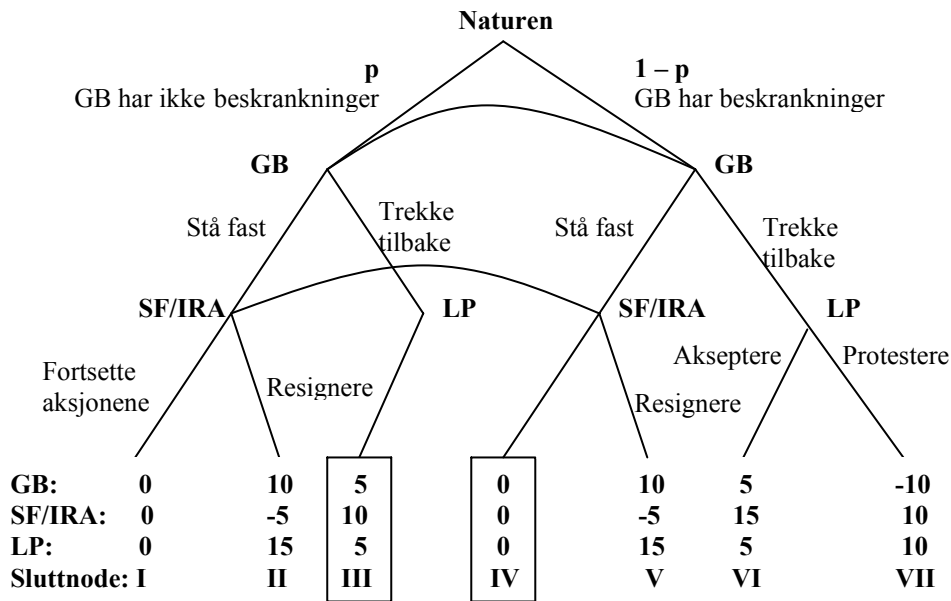 Naturen
p
GB har ikke beskrankninger
1 – p
GB har beskrankninger
GB
GB
Stå fast
Trekke
tilbake
Stå fast
Trekke
tilbake
SF/IRA
LP
SF/IRA
LP
Fortsette
aksjonene
Resignere
Akseptere
Protestere
Resignere
GB: 0 10 5 0 10 5 -10
SF/IRA: 0 -5 10 0 -5 15 10
LP: 0 15 5 0 15 5 10
Sluttnode: I II III IV V VI VII